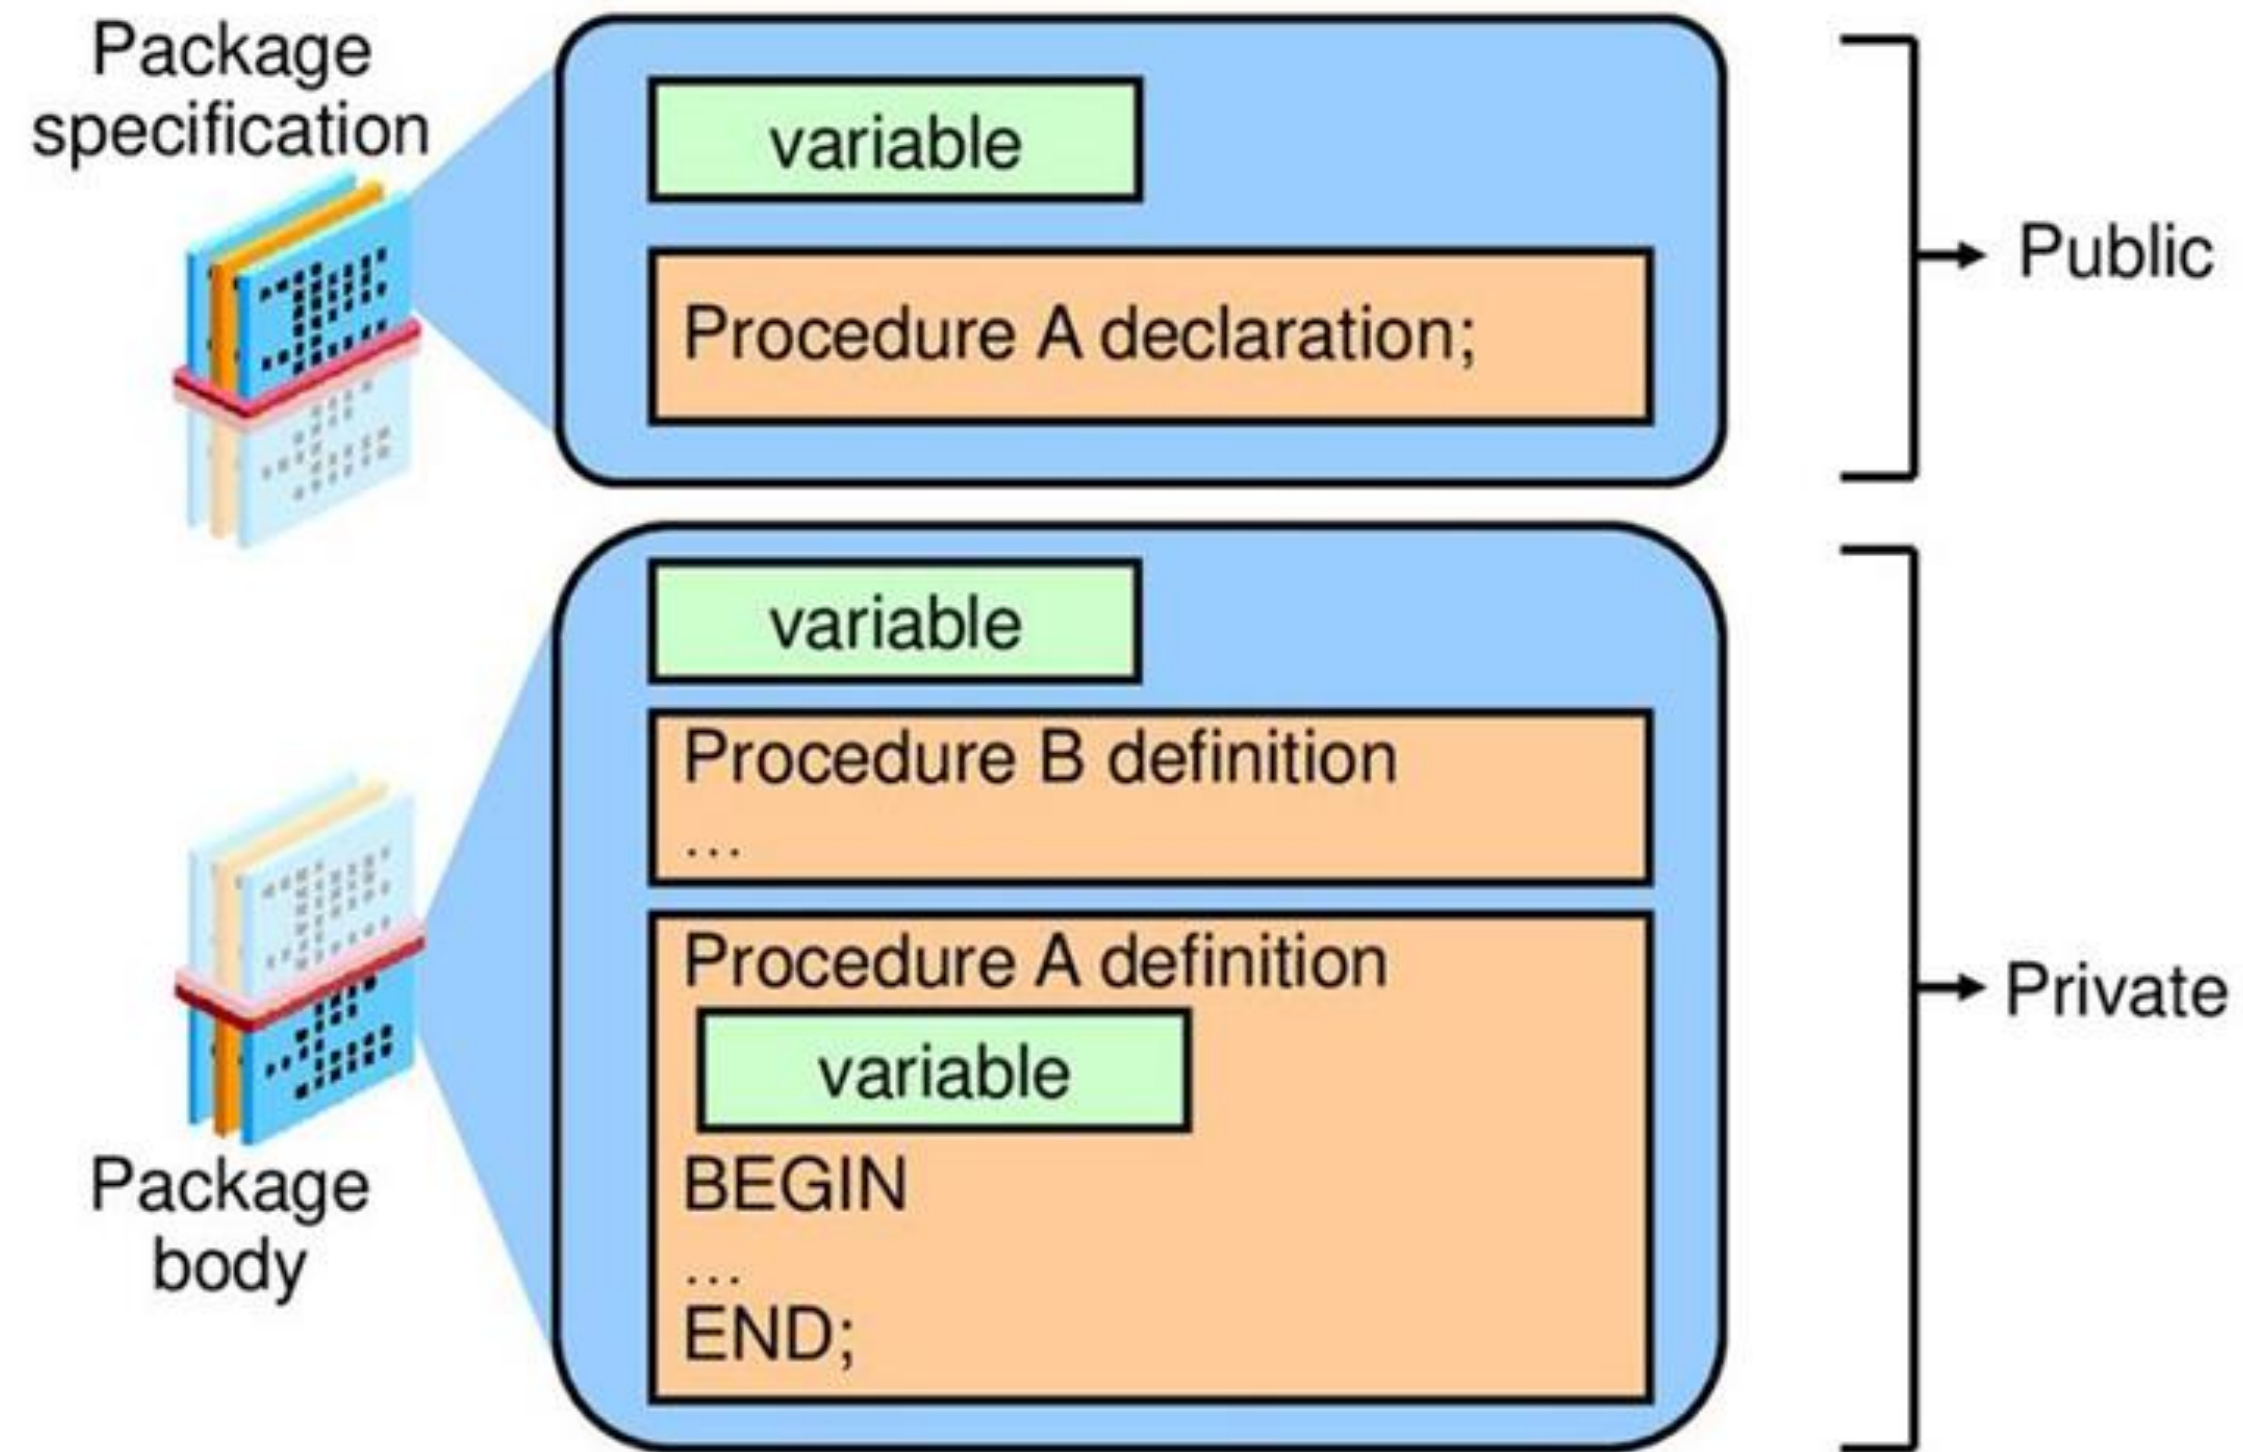 Package
specification
variable
Procedure A declaration;
Public
variable
Procedure B definition
...
Procedure A definition
variable
BEGIN
...
END;
Private
Package
body